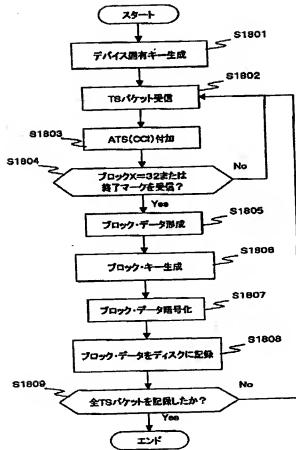 スタート
S1801
デバイス固有キー生成
S1802
TSパケット受信
S1803
ATS(CCI)付加
S1804
ブロックX=32または
終了マークを受信?
No
Yes
S1805
ブロック・データ形成
S1806
ブロック・キー生成
S1807
ブロック・データ暗号化
S1808
ブロック・データをディスクに記録
S1809
全TSパケットを記録したか?
No
Yes
エンド